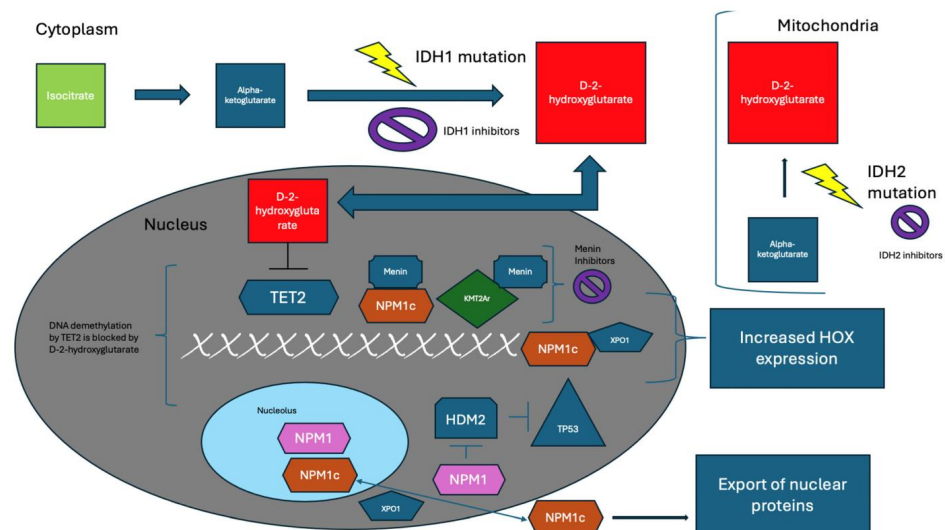 Cytoplasm
Mitochondria
Isocitrate
Alpha-
ketoglutarate
IDH1 mutation
IDH1 inhibitors
D-2-
hydroxyglutarate
D-2-
hydroxyglutarate
IDH2
mutation
Alpha-
ketoglutarate
IDH2 inhibitors
Nucleus
D-2-
hydroxygluta
rate
TET2
Menin
NPM1c
KMT2Ar
Menin
Menin
Inhibitors
DNA demethylation
by TET2 is blocked by
D-2-hydroxyglutarate
NPM1c
XPO1
Increased HOX
expression
Nucleolus
NPM1
NPM1c
HDM2
TP53
NPM1
XPO1
NPM1c
Export of nuclear
proteins